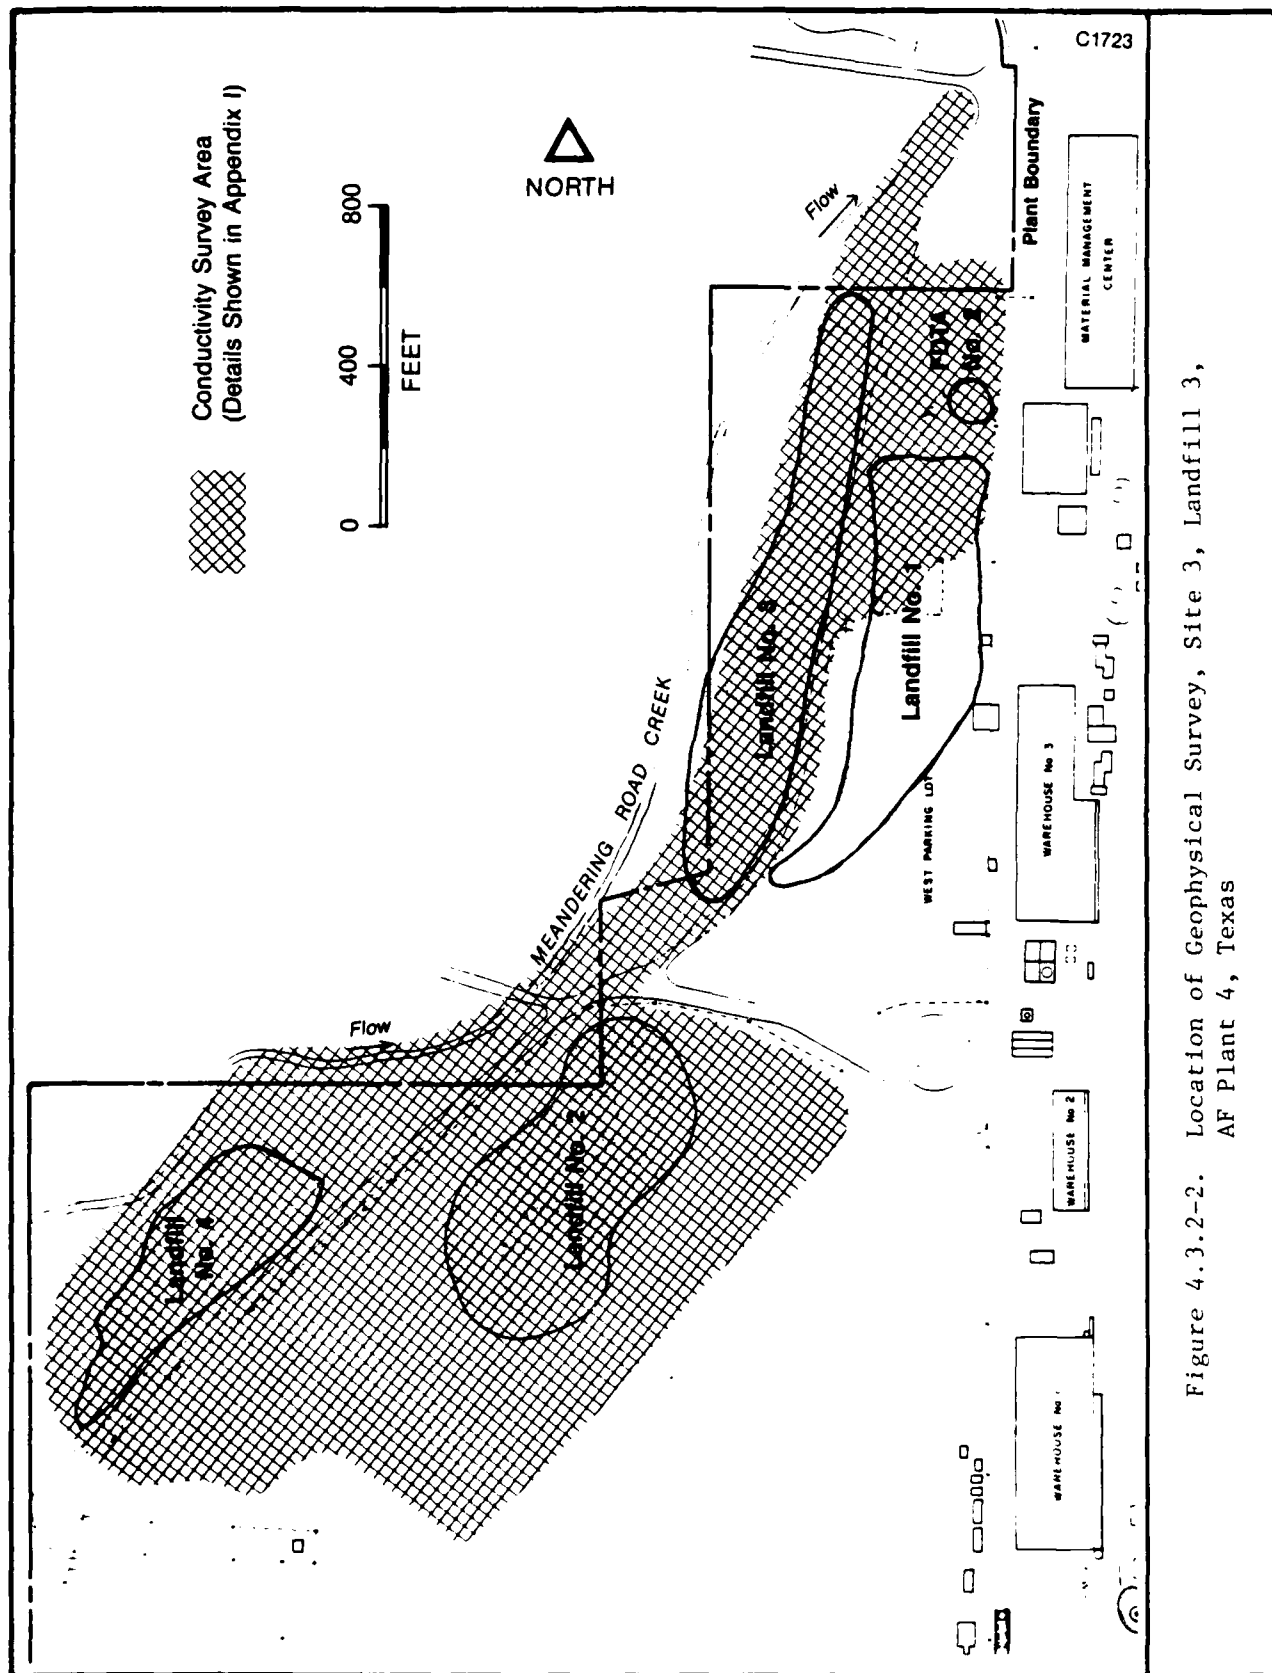 C1723
Conductivity Survey Area
(Details Shown in Appendix I)
0 400 800
FEET
NORTH
Flow
Plant Boundary
MATERIAL MANAGEMENT
CENTER
FDTA
No. 2
Landfill No. 3
Landfill No. 1
MEANDERING ROAD CREEK
WEST PARKING LOT
WAREHOUSE No 3
Flow
Landfill No. 2
Landfill
No. 4
WAREHOUSE No 2
WAREHOUSE No
Figure 4.3.2-2. Location of Geophysical Survey, Site 3, Landfill 3,
AF Plant 4, Texas